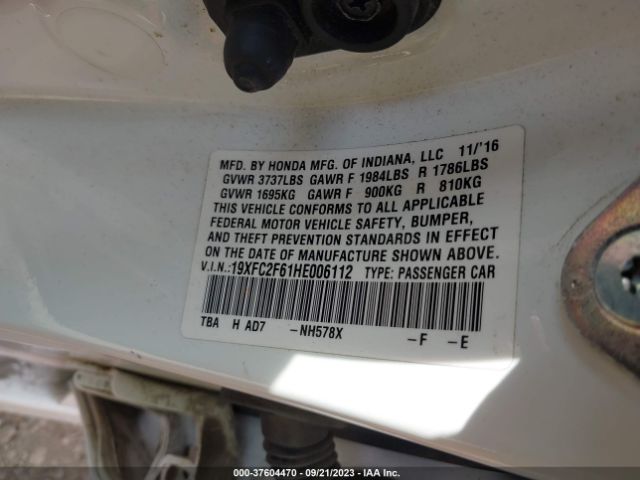 MFD. BY HONDA MFG. OF INDIANA, LLC 11/'16
GVWR 3737LBS GAWR F 1984LBS R 1786LBS
GVWR 1695KG GAWR F 900KG R 810KG
THIS VEHICLE CONFORMS TO ALL APPLICABLE
FEDERAL MOTOR VEHICLE SAFETY, BUMPER,
AND THEFT PREVENTION STANDARDS IN EFFECT
ON THE DATE OF MANUFACTURE SHOWN ABOVE.
V.I.N.:19XFC2F61HE006112 TYPE: PASSENGER CAR
TBA H AD7 -NH578X -F -E
000-37604470 - 09/21/2023 - IAA Inc.